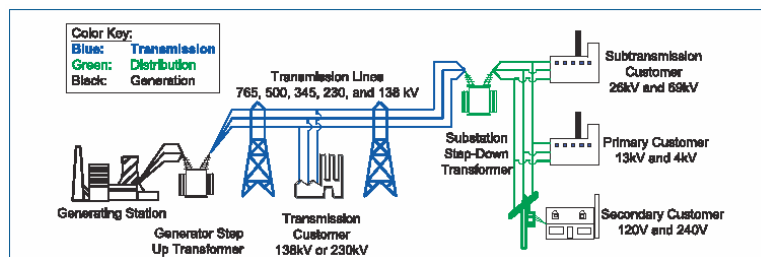 Color Key:
Blue: Transmission
Green: Distribution
Black: Generation
Transmission Lines
765, 500, 345, 230, and 138 kV
Subtransmission
Customer
26kV and 69kV
Substation
Step-Down
Transformer
Primary Customer
13kV and 4kV
Generating Station
Generator Step
Up Transformer
Transmission
Customer
138kV or 230kV
Secondary Customer
120V and 240V